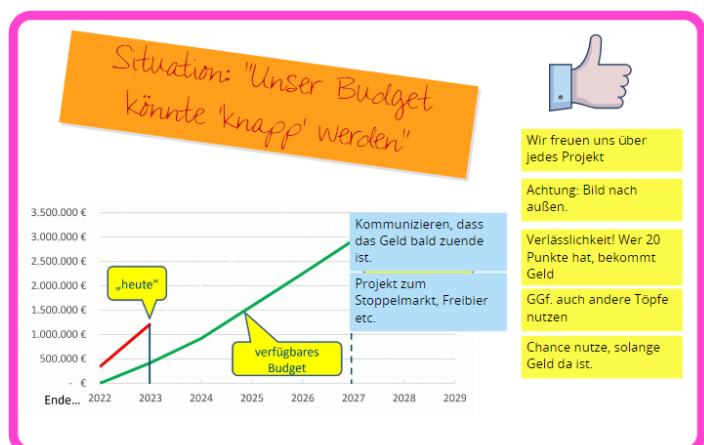 Situation: "Unser Budget
könnte 'knapp' werden"
Wir freuen uns über
jedes Projekt
Achtung: Bild nach
außen.
Verlässlichkeit! Wer 20
Punkte hat, bekommt
Geld
GGf. auch andere Töpfe
nutzen
Chance nutze, solange
Geld da ist.
Kommunizieren, dass
das Geld bald zuende
ist.
Projekt zum
Stoppelmarkt, Freibier
etc.
3.500.000 €
3.000.000 €
2.500.000 €
2.000.000 €
1.500.000 €
1.000.000 €
500.000 €
- €
„heute“
verfügbares
Budget
Ende... 2022 2023 2024 2025 2026 2027 2028 2029